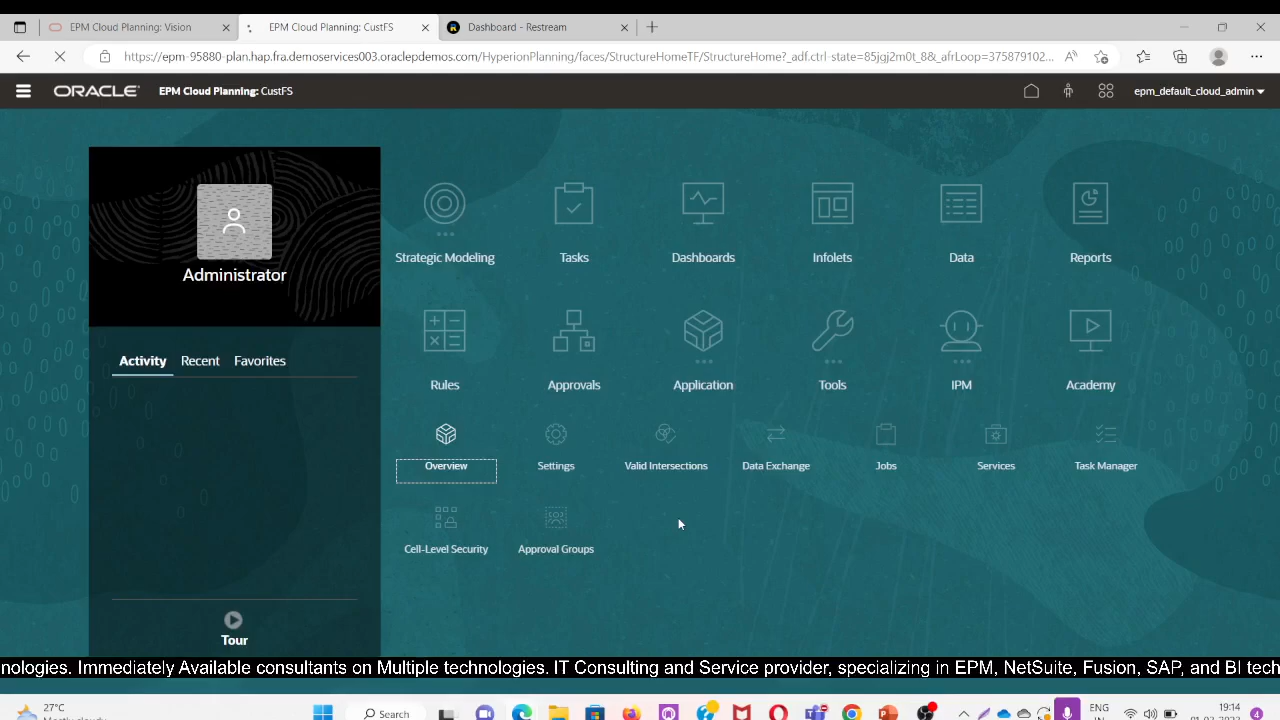 EPM Cloud Planning: Vision
EPM Cloud Planning: CustFS
Dashboard - Restream
https://epm-95880-plan.hap.fra.demoservices003.oraclepdemos.com/HyperionPlanning/faces/StructureHomeTF/StructureHome?_adf.ctrl-state=85jgj2m0t_8&_afrLoop=375879102...
ORACLE EPM Cloud Planning: CustFS
epm_default_cloud_admin
Administrator
Activity Recent Favorites
Tour
Strategic Modeling Tasks Dashboards Infolets Data Reports
Rules Approvals Application Tools IPM Academy
Overview Settings Valid Intersections Data Exchange Jobs Services Task Manager
Cell-Level Security Approval Groups
nologies. Immediately Available consultants on Multiple technologies. IT Consulting and Service provider, specializing in EPM, NetSuite, Fusion, SAP, and BI tech
27°C
Search
ENG
19:14
4